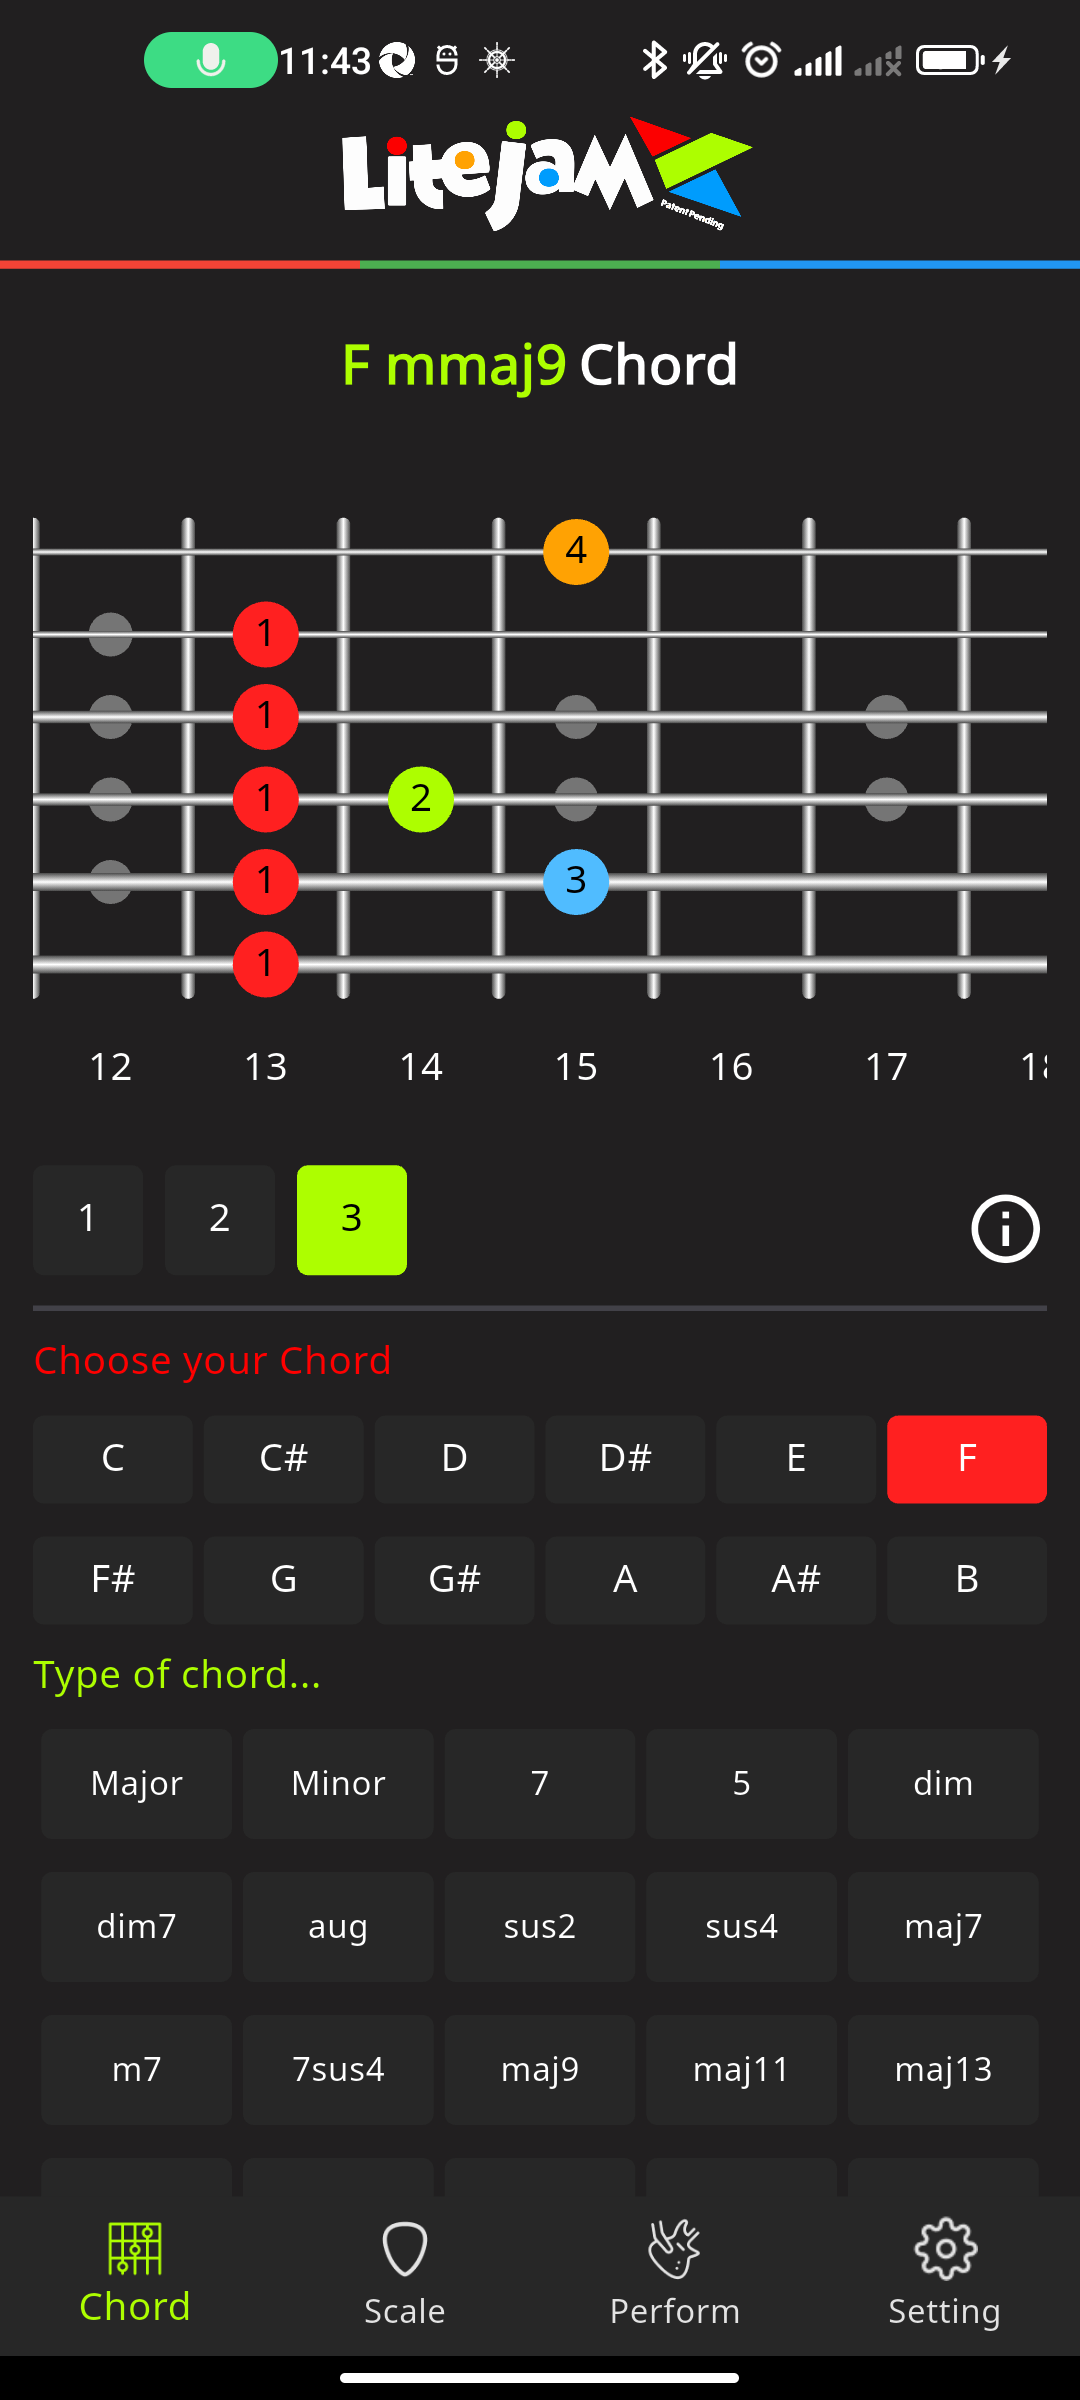 11:43
Litejam
Patent Pending
F mmaj9 Chord
4
1
1
1 2
1 3
1
12 13 14 15 16 17
1 2 3
Choose your Chord
C C# D D# E F
F# G G# A A# B
Type of chord...
Major Minor 7 5 dim
dim7 aug sus2 sus4 maj7
m7 7sus4 maj9 maj11 maj13
Chord Scale Perform Setting